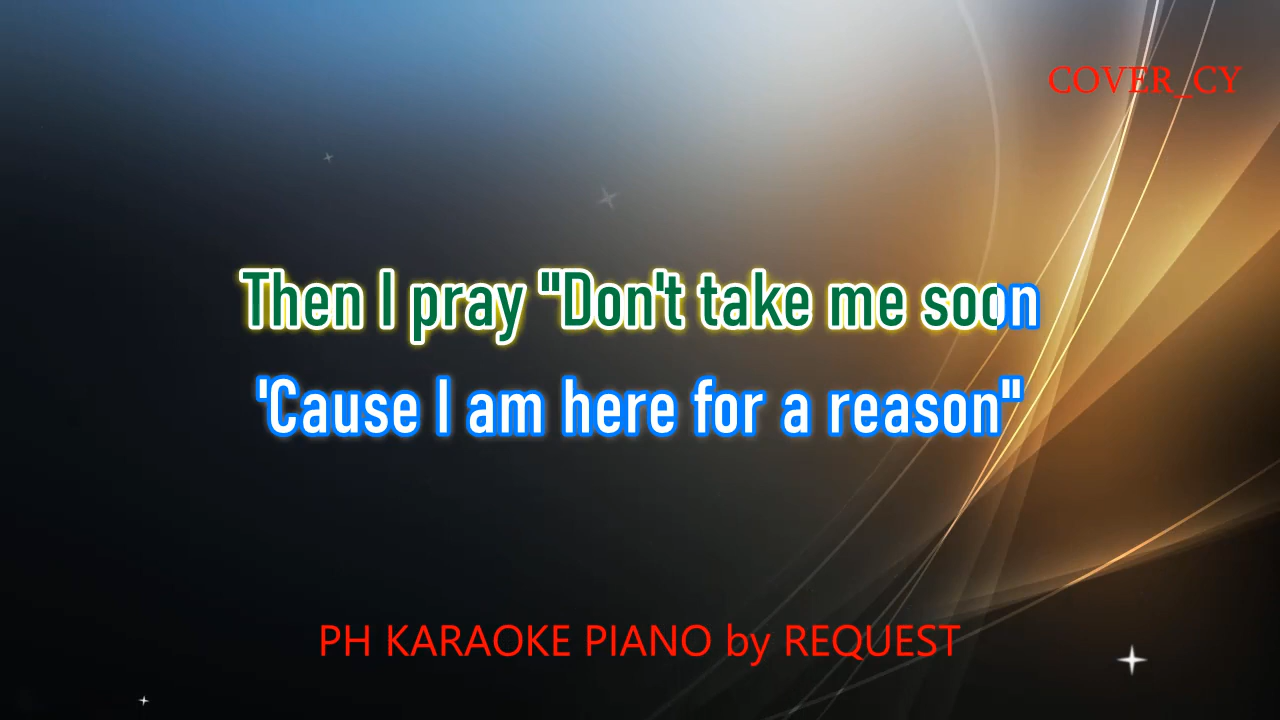 COVER_CY
Then I pray "Don't take me soon
'Cause I am here for a reason"
PH KARAOKE PIANO by REQUEST